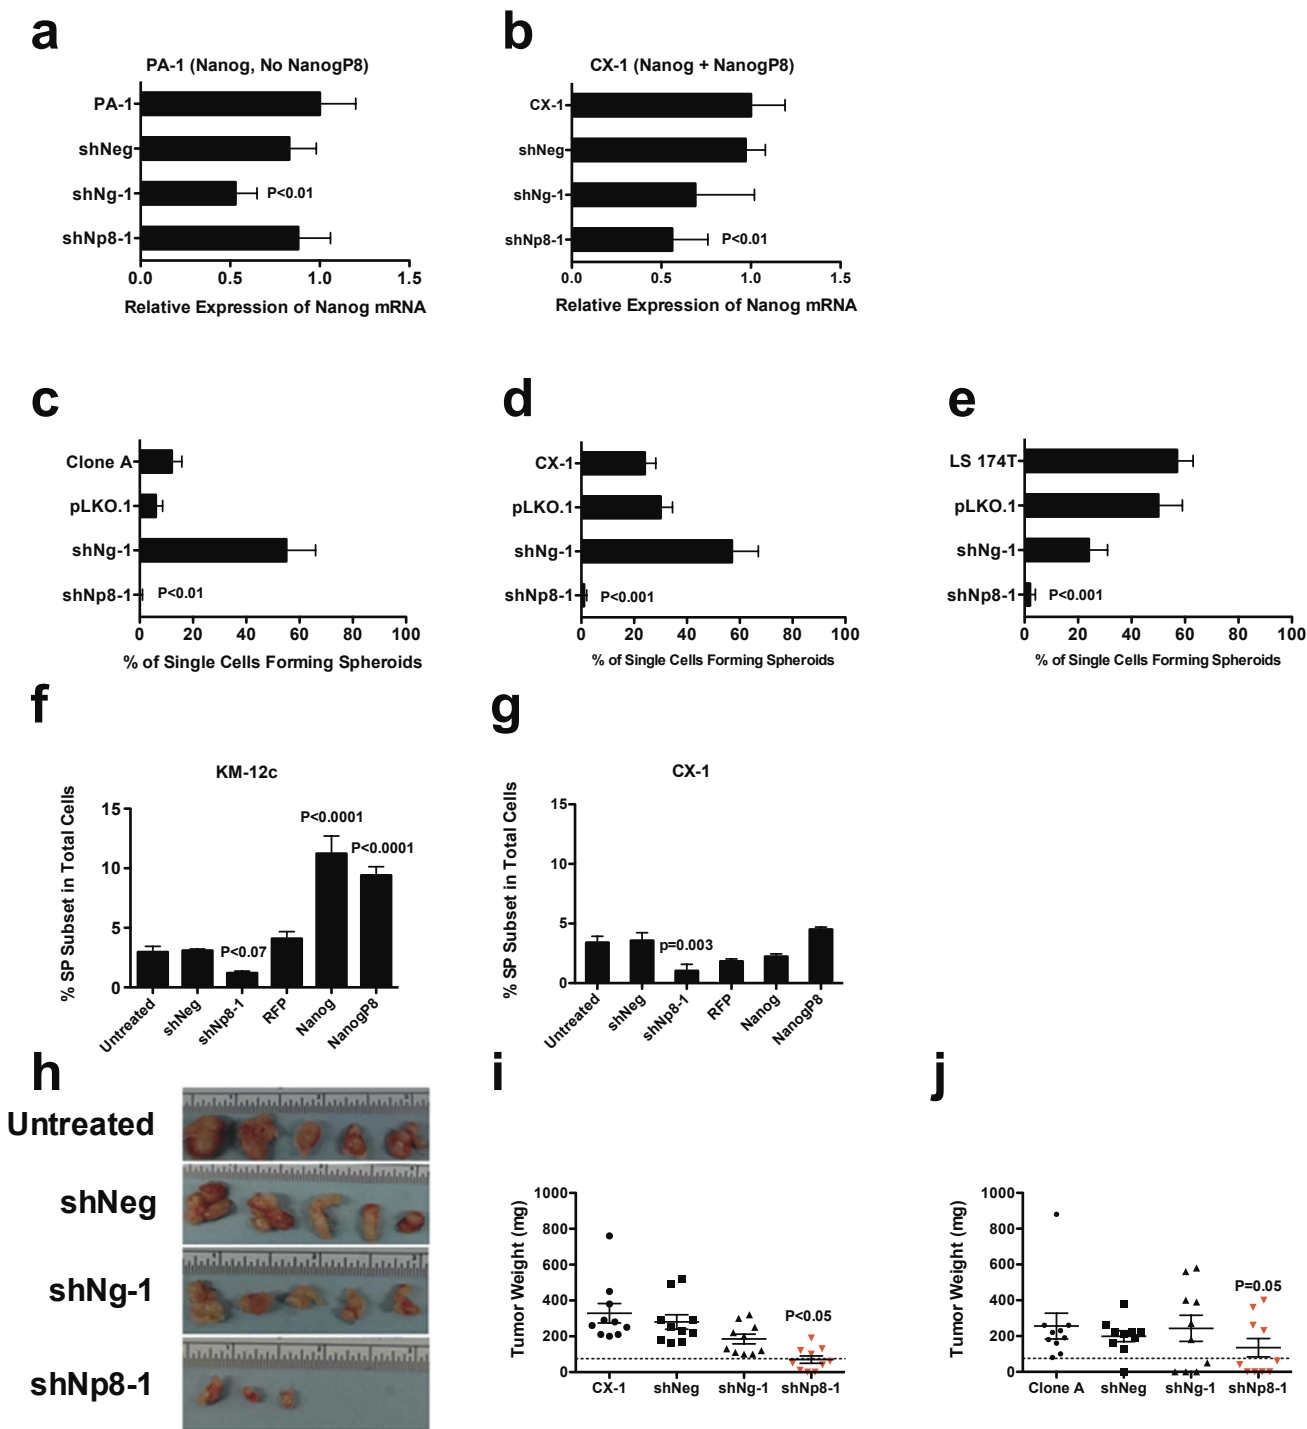 a
PA-1 (Nanog, No NanogP8)
PA-1
shNeg
shNg-1
P<0.01
shNp8-1
0.0 0.5 1.0 1.5
Relative Expression of Nanog mRNA
b
CX-1 (Nanog + NanogP8)
CX-1
shNeg
shNg-1
shNp8-1
P<0.01
0.0 0.5 1.0 1.5
Relative Expression of Nanog mRNA
c
Clone A
pLKO.1
shNg-1
shNp8-1
P<0.01
0 20 40 60 80 100
% of Single Cells Forming Spheroids
d
CX-1
pLKO.1
shNg-1
shNp8-1
P<0.001
0 20 40 60 80 100
% of Single Cells Forming Spheroids
e
LS 174T
pLKO.1
shNg-1
shNp8-1
P<0.001
0 20 40 60 80 100
% of Single Cells Forming Spheroids
f
KM-12c
% SP Subset in Total Cells
15
10
5
0
P<0.0001
P<0.0001
P<0.07
Untreated
shNeg
shNp8-1
RFP
Nanog
NanogP8
g
CX-1
% SP Subset in Total Cells
15
10
5
0
p=0.003
Untreated
shNeg
shNp8-1
RFP
Nanog
NanogP8
h
Untreated
shNeg
shNg-1
shNp8-1
i
Tumor Weight (mg)
1000
800
600
400
200
0
P<0.05
CX-1 shNeg shNg-1 shNp8-1
j
Tumor Weight (mg)
1000
800
600
400
200
0
P=0.05
Clone A shNeg shNg-1 shNp8-1